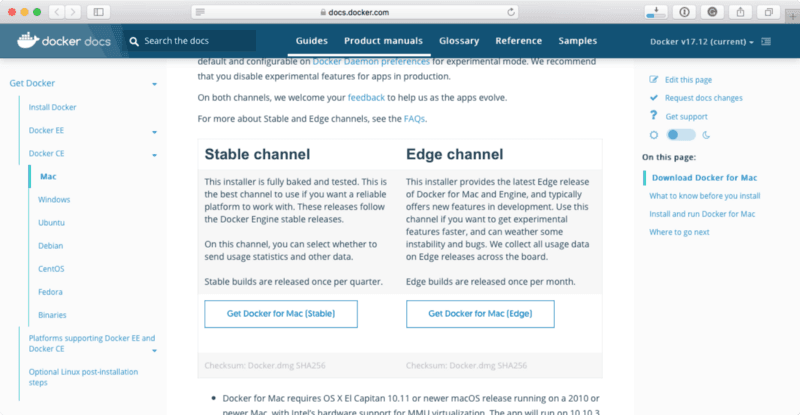 docs.docker.com
docker docs
Search the docs
Guides
Product manuals
Glossary
Reference
Samples
Docker v17.12 (current)
Get Docker
Install Docker
Docker EE
Docker CE
Mac
Windows
Ubuntu
Debian
CentOS
Fedora
Binaries
Platforms supporting Docker EE and
Docker CE
Optional Linux post-installation
steps
default and configurable on Docker Daemon preferences for experimental mode. We recommend
that you disable experimental features for apps in production.
On both channels, we welcome your feedback to help us as the apps evolve.
For more about Stable and Edge channels, see the FAQs.
Stable channel
This installer is fully baked and tested. This is
the best channel to use if you want a reliable
platform to work with. These releases follow
the Docker Engine stable releases.
On this channel, you can select whether to
send usage statistics and other data.
Stable builds are released once per quarter.
Get Docker for Mac (Stable)
Checksum: Docker.dmg SHA256
Edge channel
This installer provides the latest Edge release
of Docker for Mac and Engine, and typically
offers new features in development. Use this
channel if you want to get experimental
features faster, and can weather some
instability and bugs. We collect all usage data
on Edge releases across the board.
Edge builds are released once per month.
Get Docker for Mac (Edge)
Checksum: Docker.dmg SHA256
Docker for Mac requires OS X El Capitan 10.11 or newer macOS release running on a 2010 or
newer Mac, with Intel's hardware support for MMU virtualization. The app will run on 10.10.3
Edit this page
Request docs changes
Get support
On this page:
Download Docker for Mac
What to know before you install
Install and run Docker for Mac
Where to go next